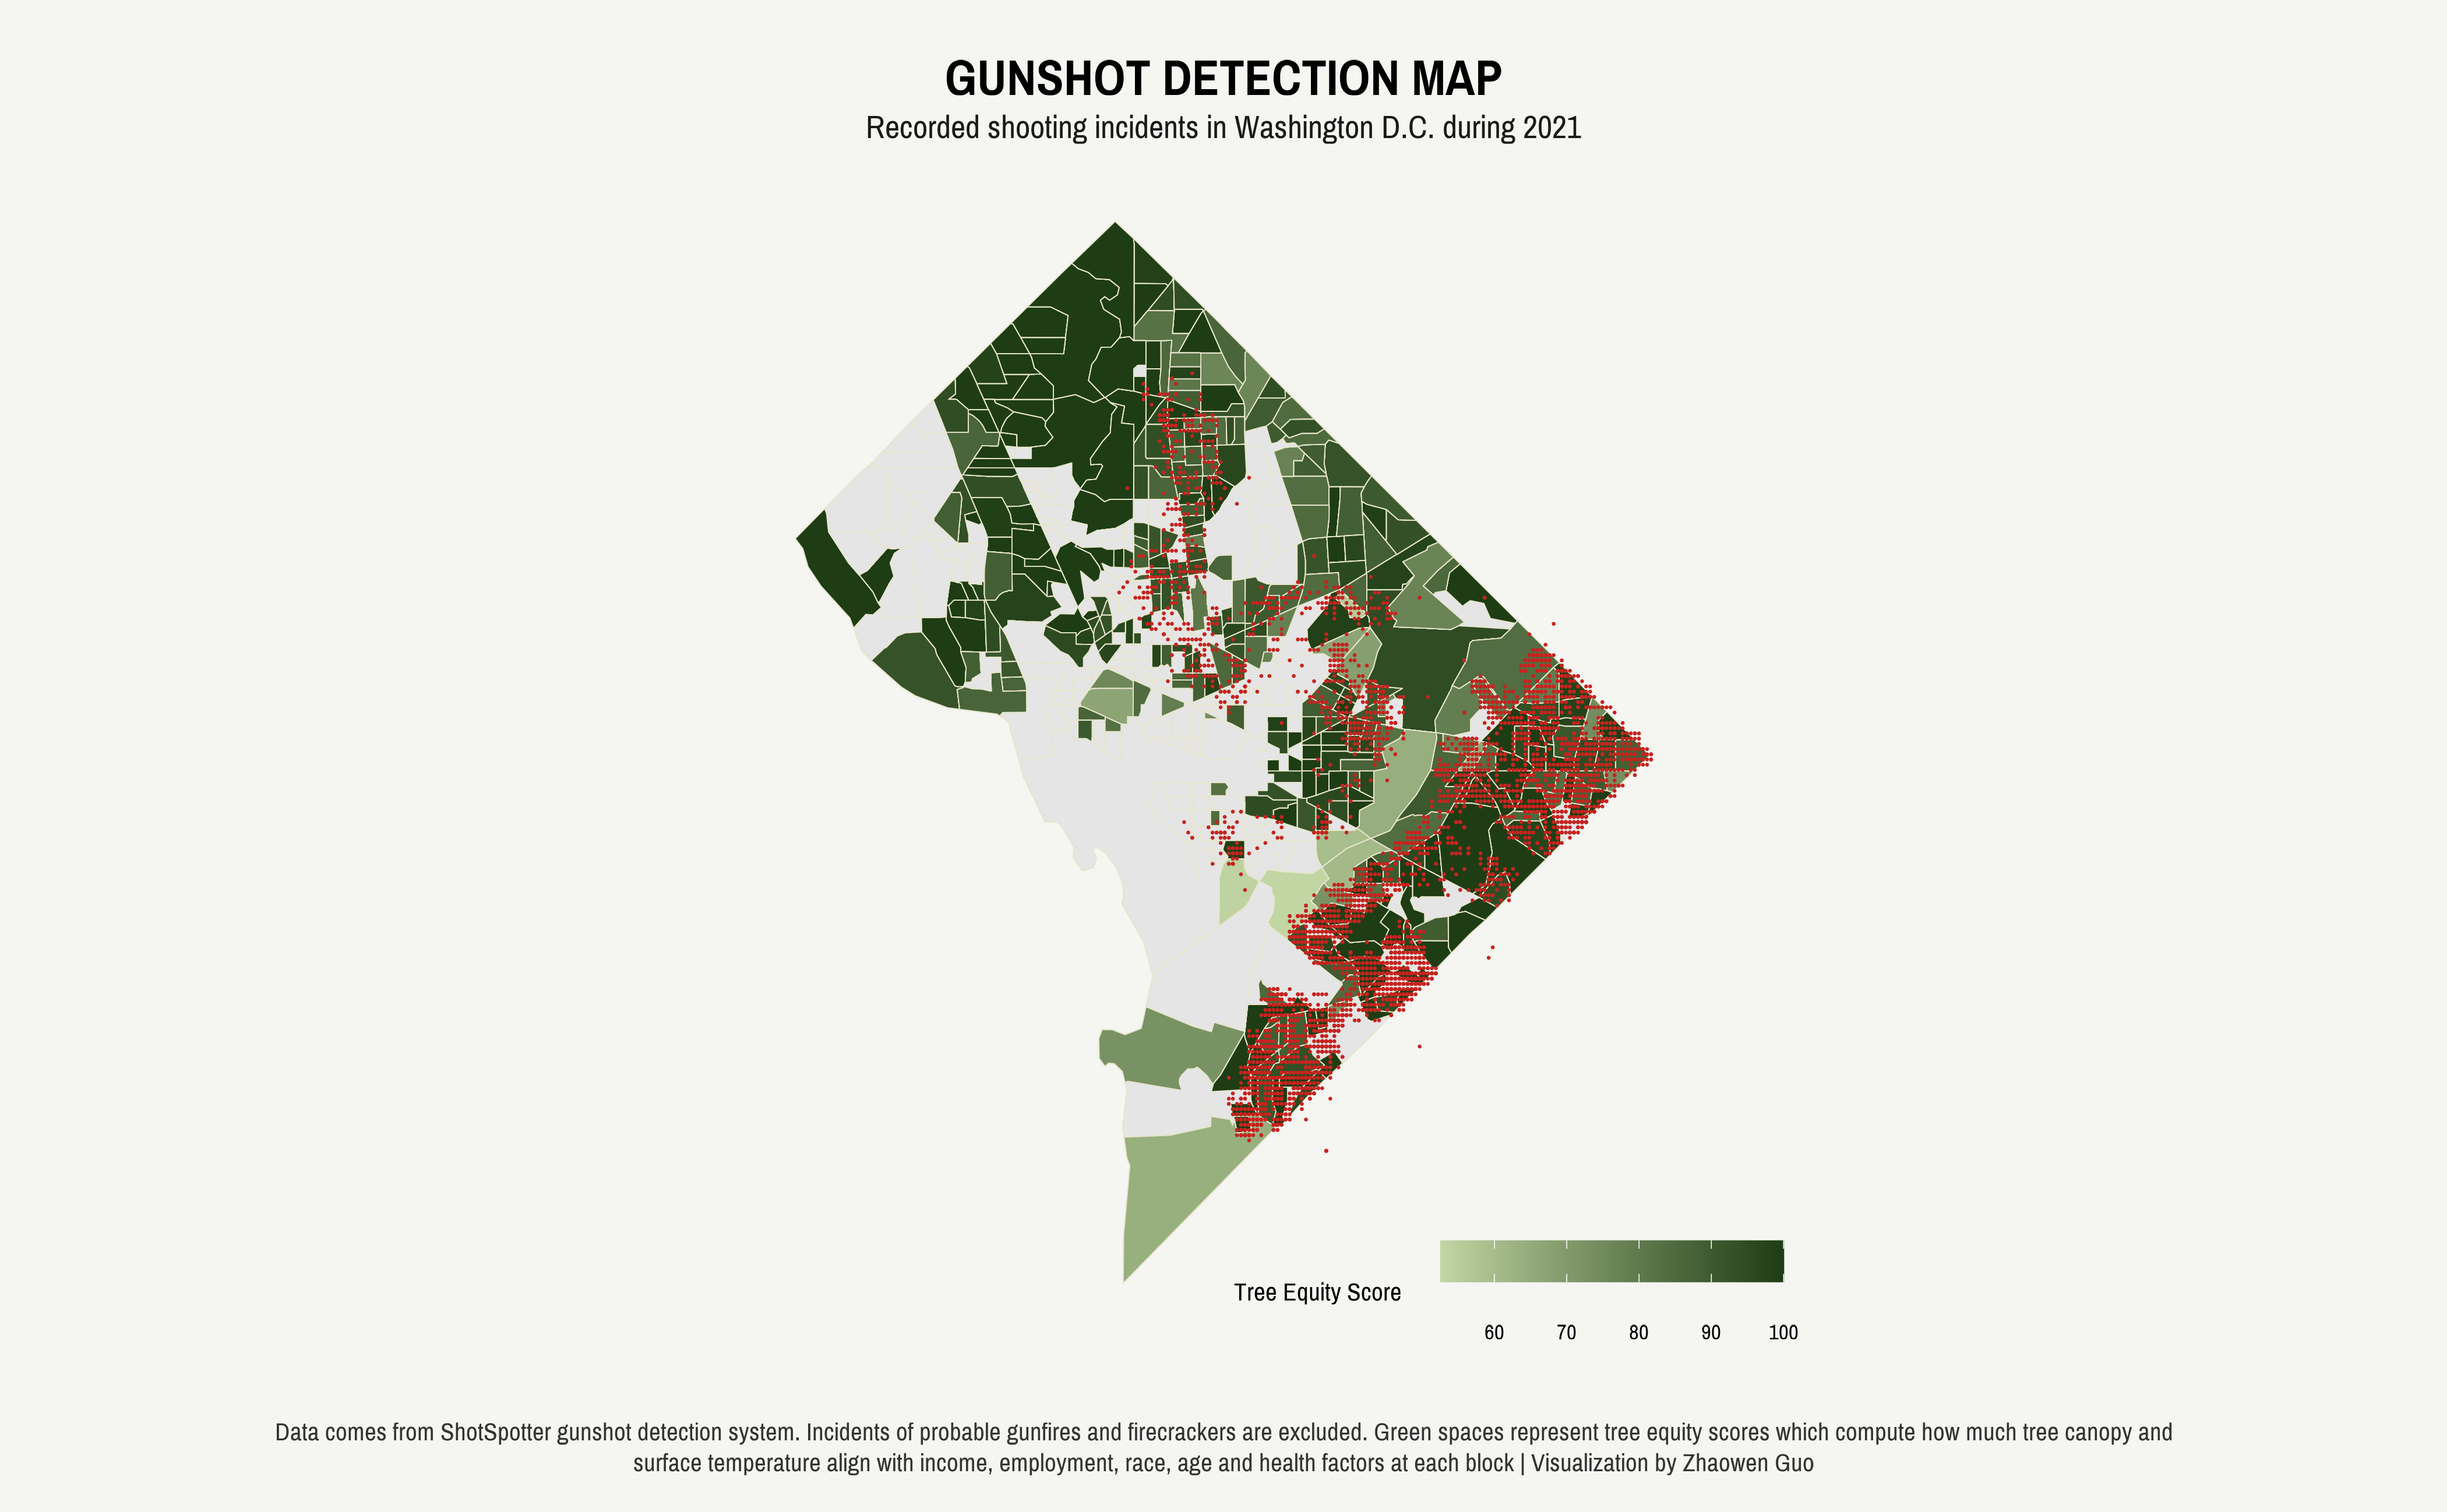 GUNSHOT DETECTION MAP
Recorded shooting incidents in Washington D.C. during 2021
Tree Equity Score
60 70 80 90 100
Data comes from ShotSpotter gunshot detection system. Incidents of probable gunfires and firecrackers are excluded. Green spaces represent tree equity scores which compute how much tree canopy and
surface temperature align with income, employment, race, age and health factors at each block | Visualization by Zhaowen Guo